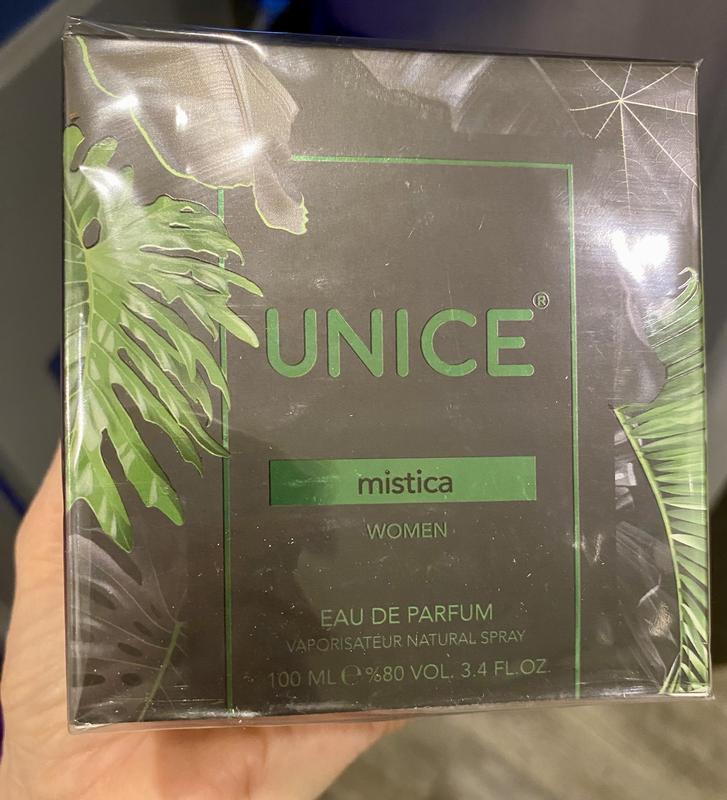 UNICE®
mistica
WOMEN
EAU DE PARFUM
VAPORISATEUR NATURAL SPRAY
100 ML ℮ %80 VOL. 3.4 FL.OZ